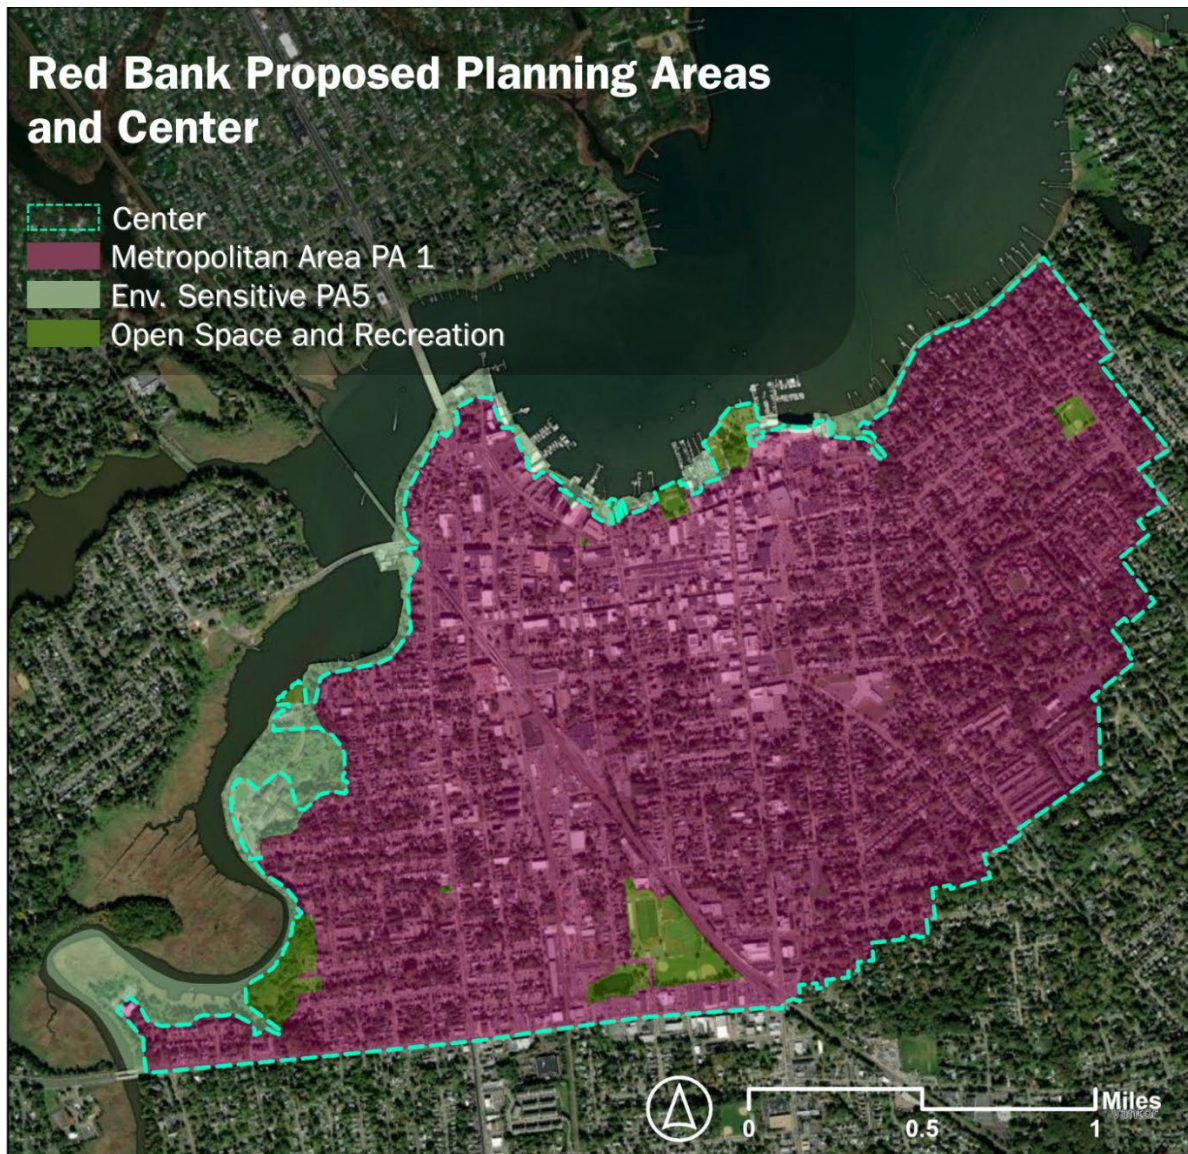 Red Bank Proposed Planning Areas
and Center
Center
Metropolitan Area PA 1
Env. Sensitive PA5
Open Space and Recreation
Miles
0 0.5 1